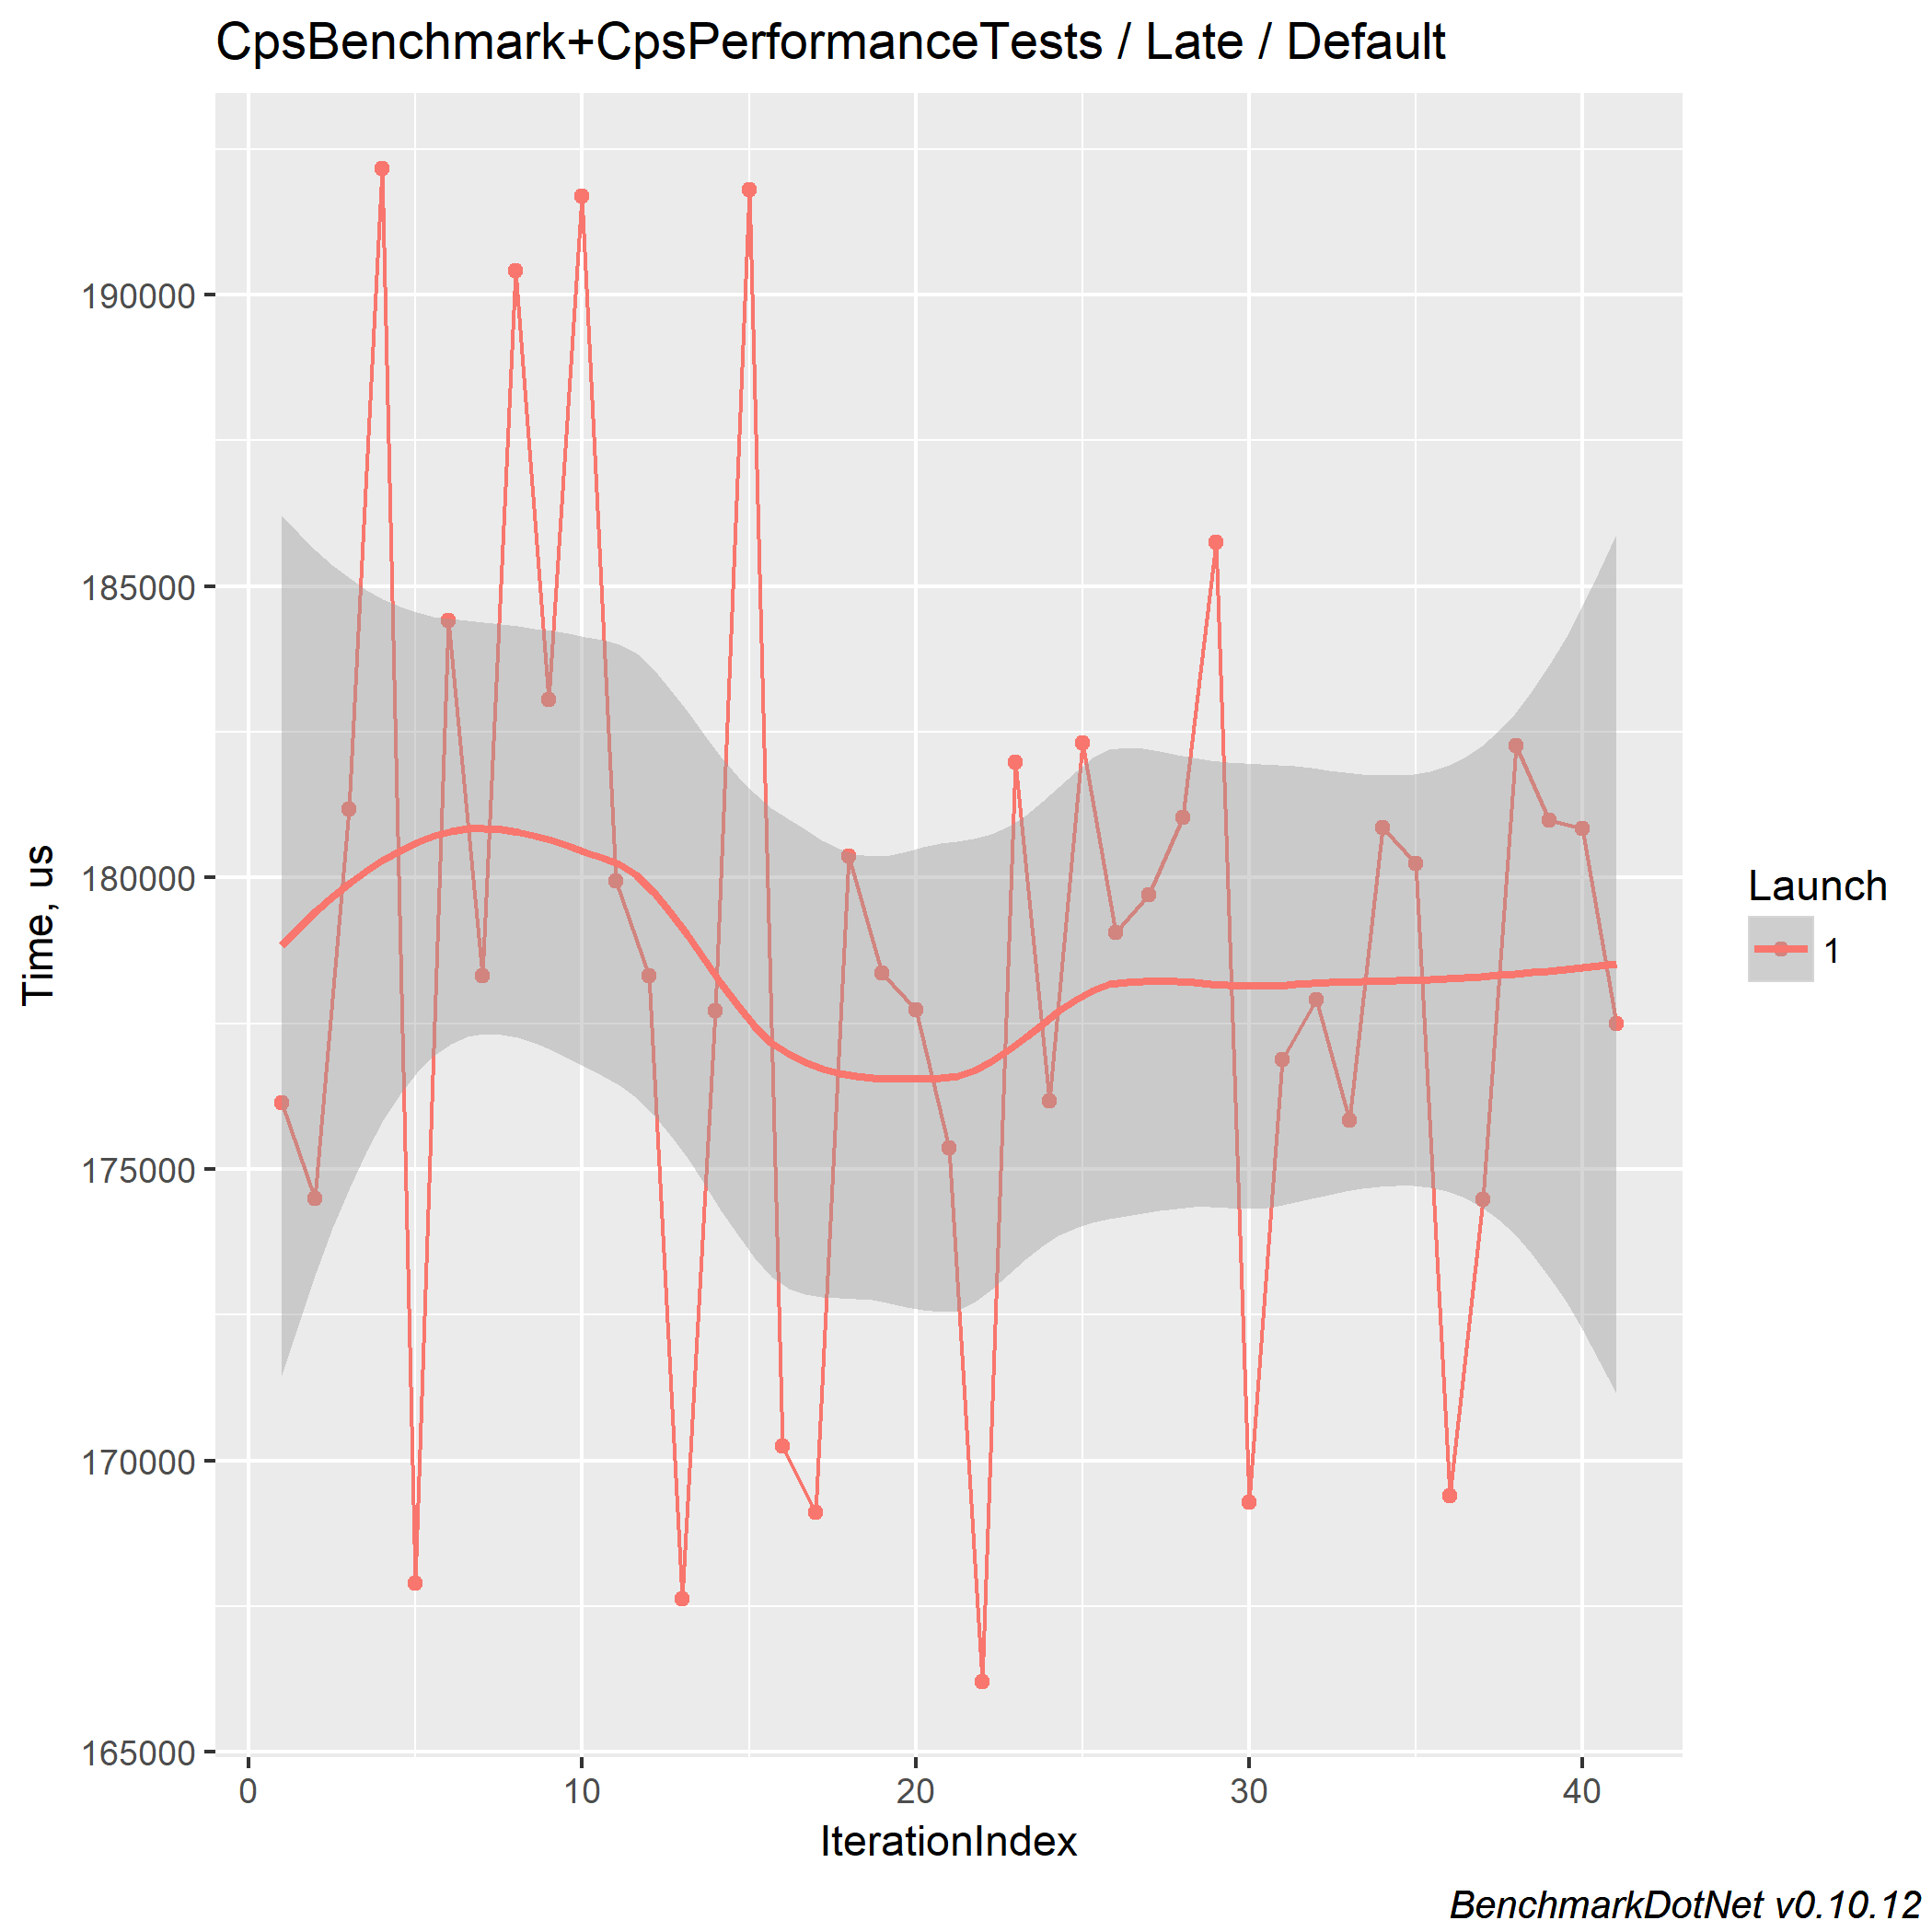 CpsBenchmark+CpsPerformanceTests / Late / Default
Time, us
190000
185000
180000
175000
170000
165000
0 10 20 30 40
IterationIndex
Launch
1
BenchmarkDotNet v0.10.12